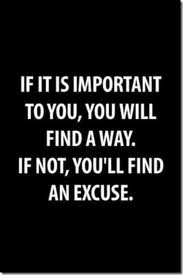 IF IT IS IMPORTANT
TO YOU, YOU WILL
FIND A WAY.
IF NOT, YOU'LL FIND
AN EXCUSE.